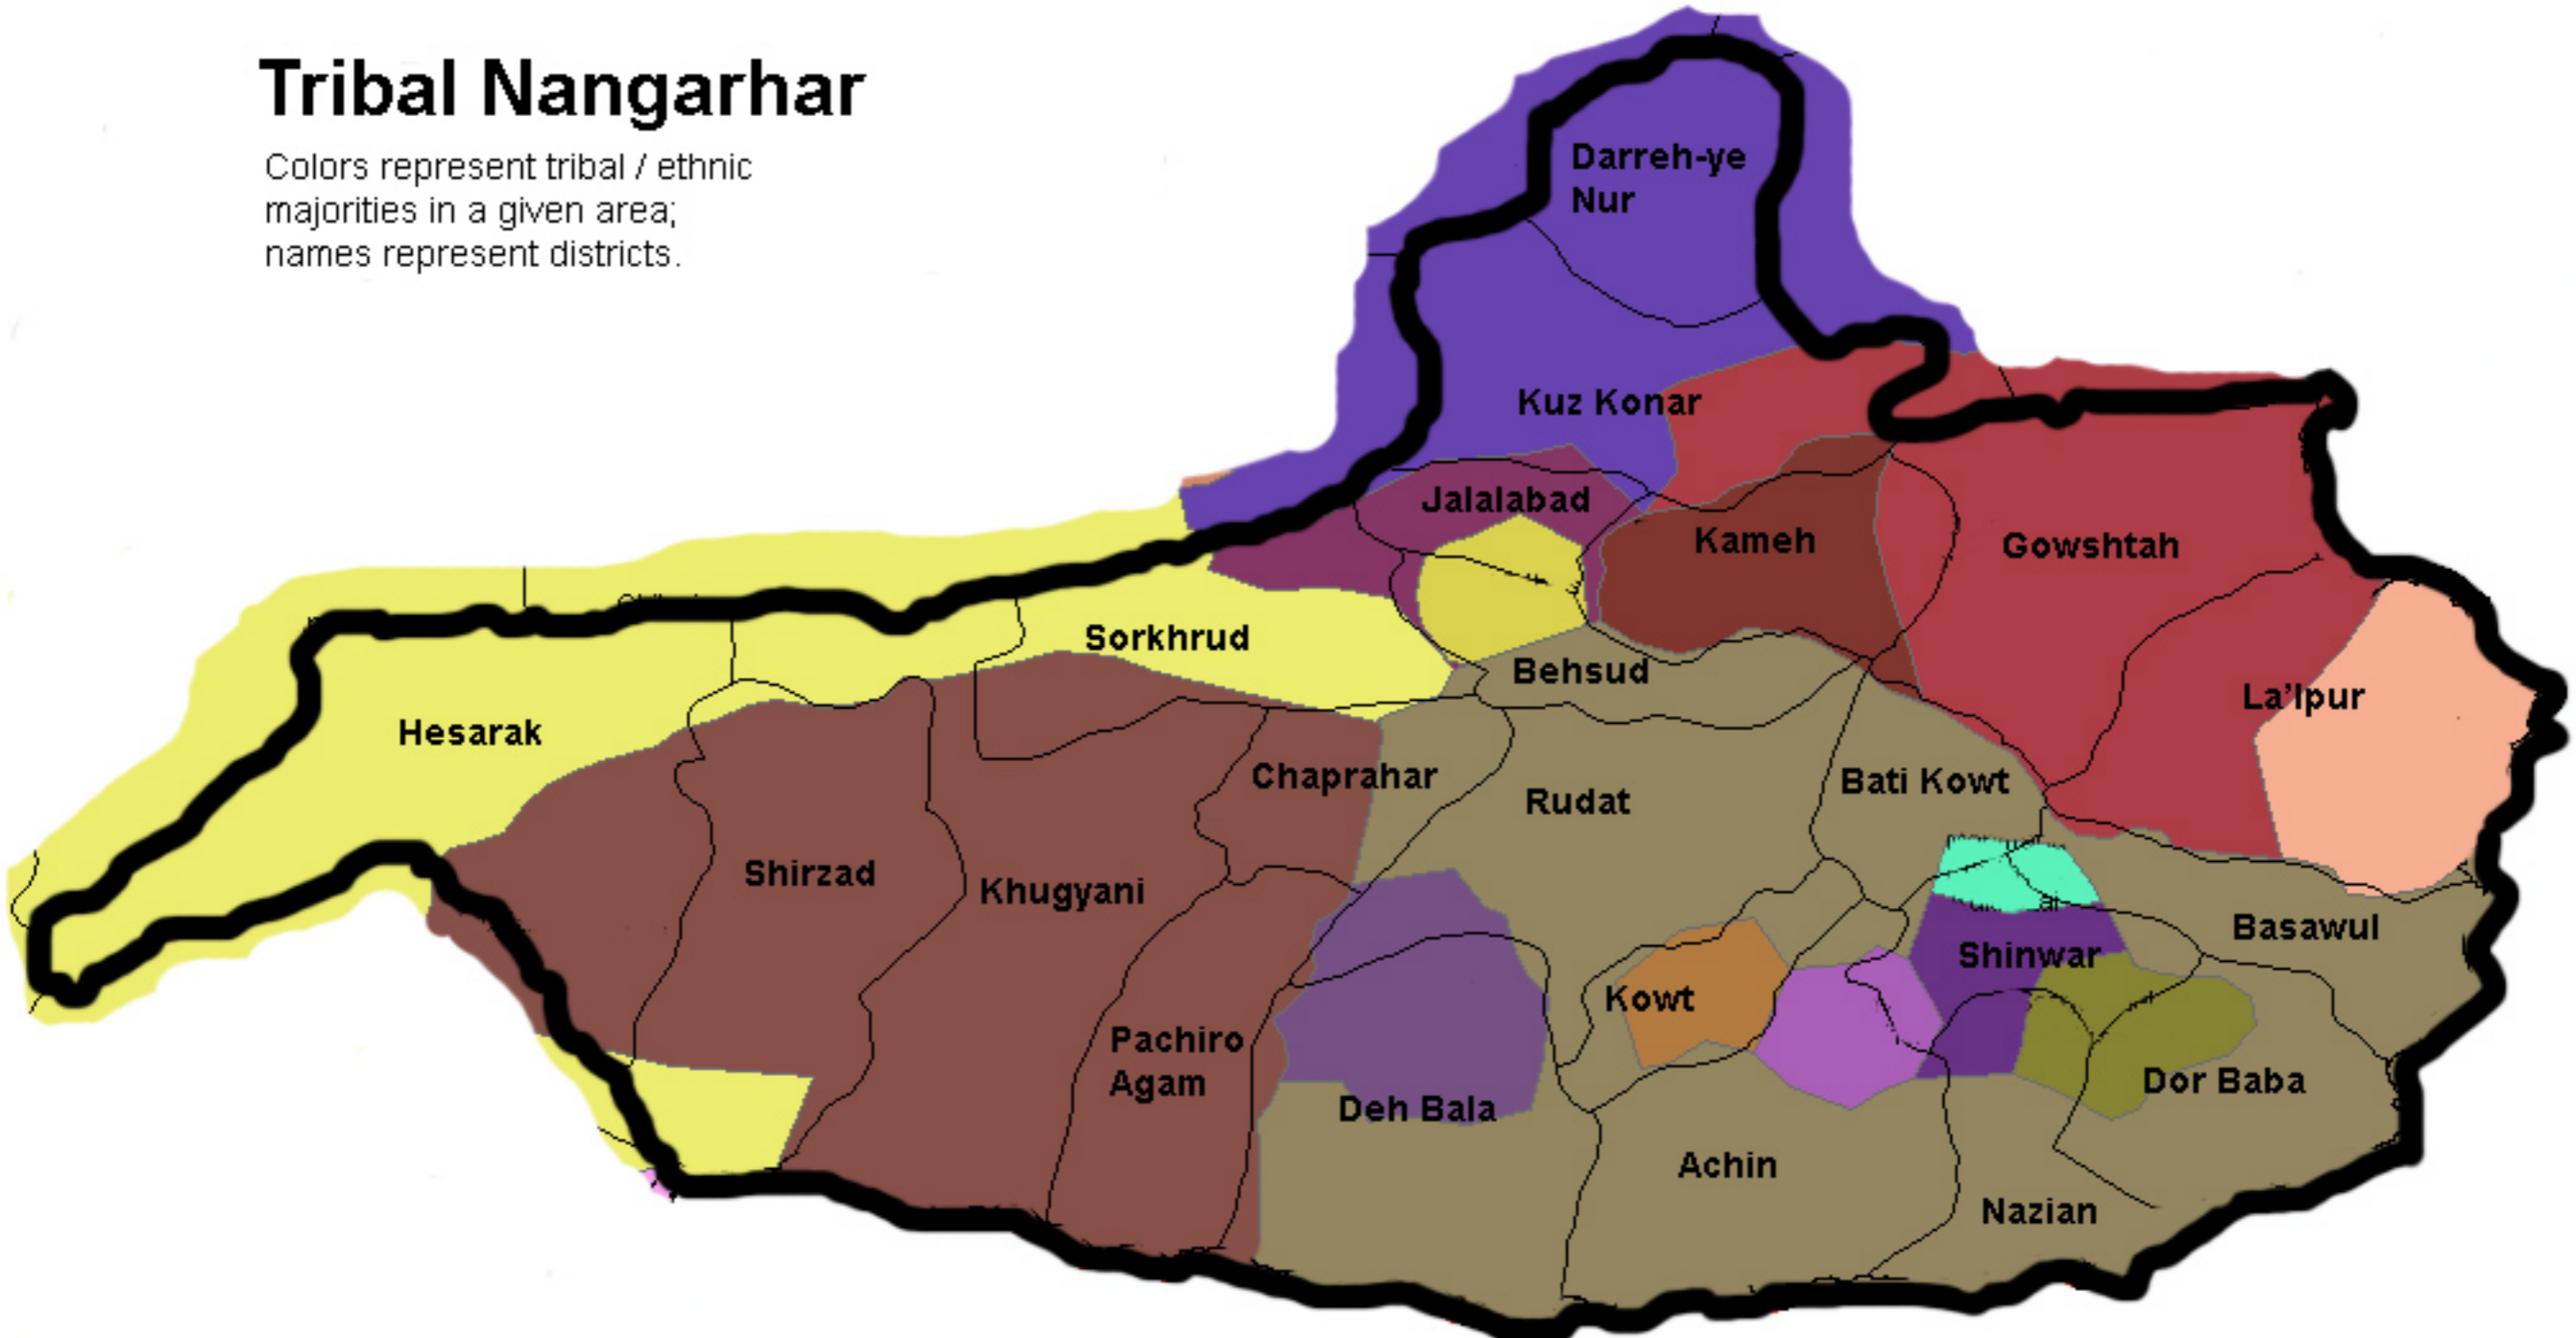 Tribal Nangarhar
Colors represent tribal / ethnic
majorities in a given area;
names represent districts.
Darreh-ye
Nur
Kuz Konar
Jalalabad
Kameh
Gowshtah
Sorkhrud
Behsud
La'lpur
Hesarak
Chaprahar
Rudat
Bati Kowt
Shirzad
Khugyani
Basawul
Shinwar
Kowt
Pachiro
Agam
Deh Bala
Dor Baba
Achin
Nazian